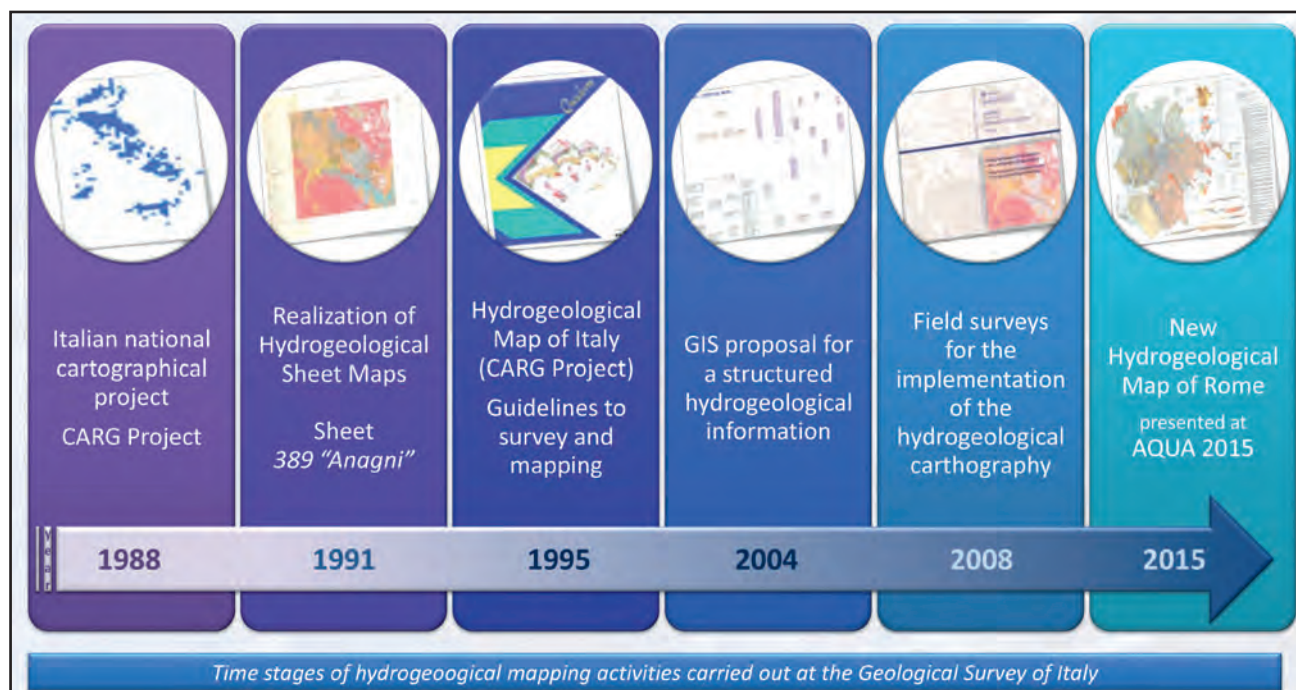 Italian national
cartographical
project
CARG Project
Realization of
Hydrogeological
Sheet Maps
Sheet
389 “Anagni”
Hydrogeological
Map of Italy
(CARG Project)
Guidelines to
survey and
mapping
GIS proposal for
a structured
hydrogeological
information
Field surveys
for the
implementation
of the
hydrogeological
carthography
New
Hydrogeological
Map of Rome
presented at
AQUA 2015
Year
1988
1991
1995
2004
2008
2015
Time stages of hydrogeoogical mapping activities carried out at the Geological Survey of Italy